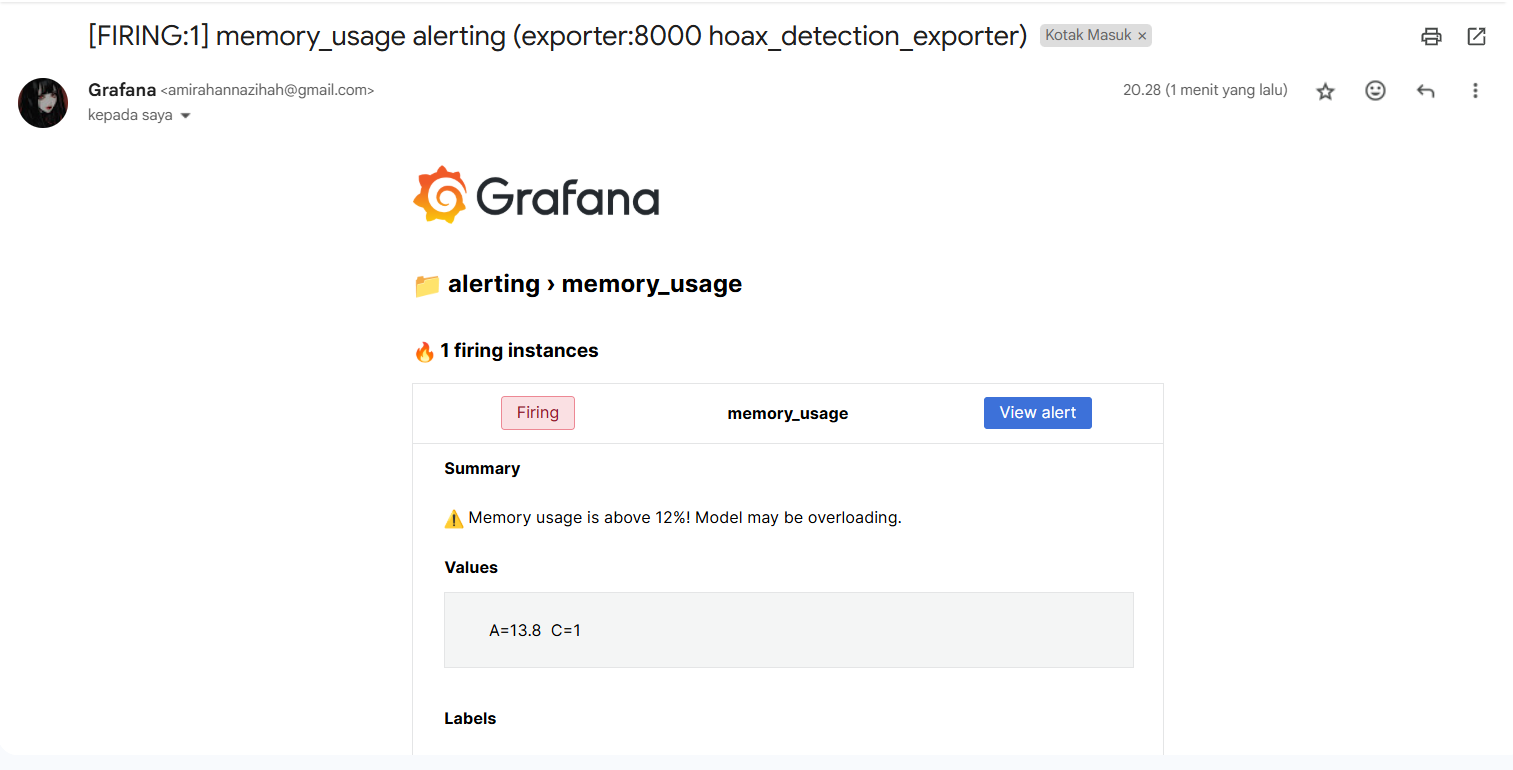 [FIRING:1] memory_usage alerting (exporter:8000 hoax_detection_exporter) Kotak Masuk ×
Grafana <amirahannazihah@gmail.com> 20.28 (1 menit yang lalu)
kepada saya
Grafana
alerting › memory_usage
1 firing instances
Firing memory_usage View alert
Summary
Memory usage is above 12%! Model may be overloading.
Values
A=13.8 C=1
Labels